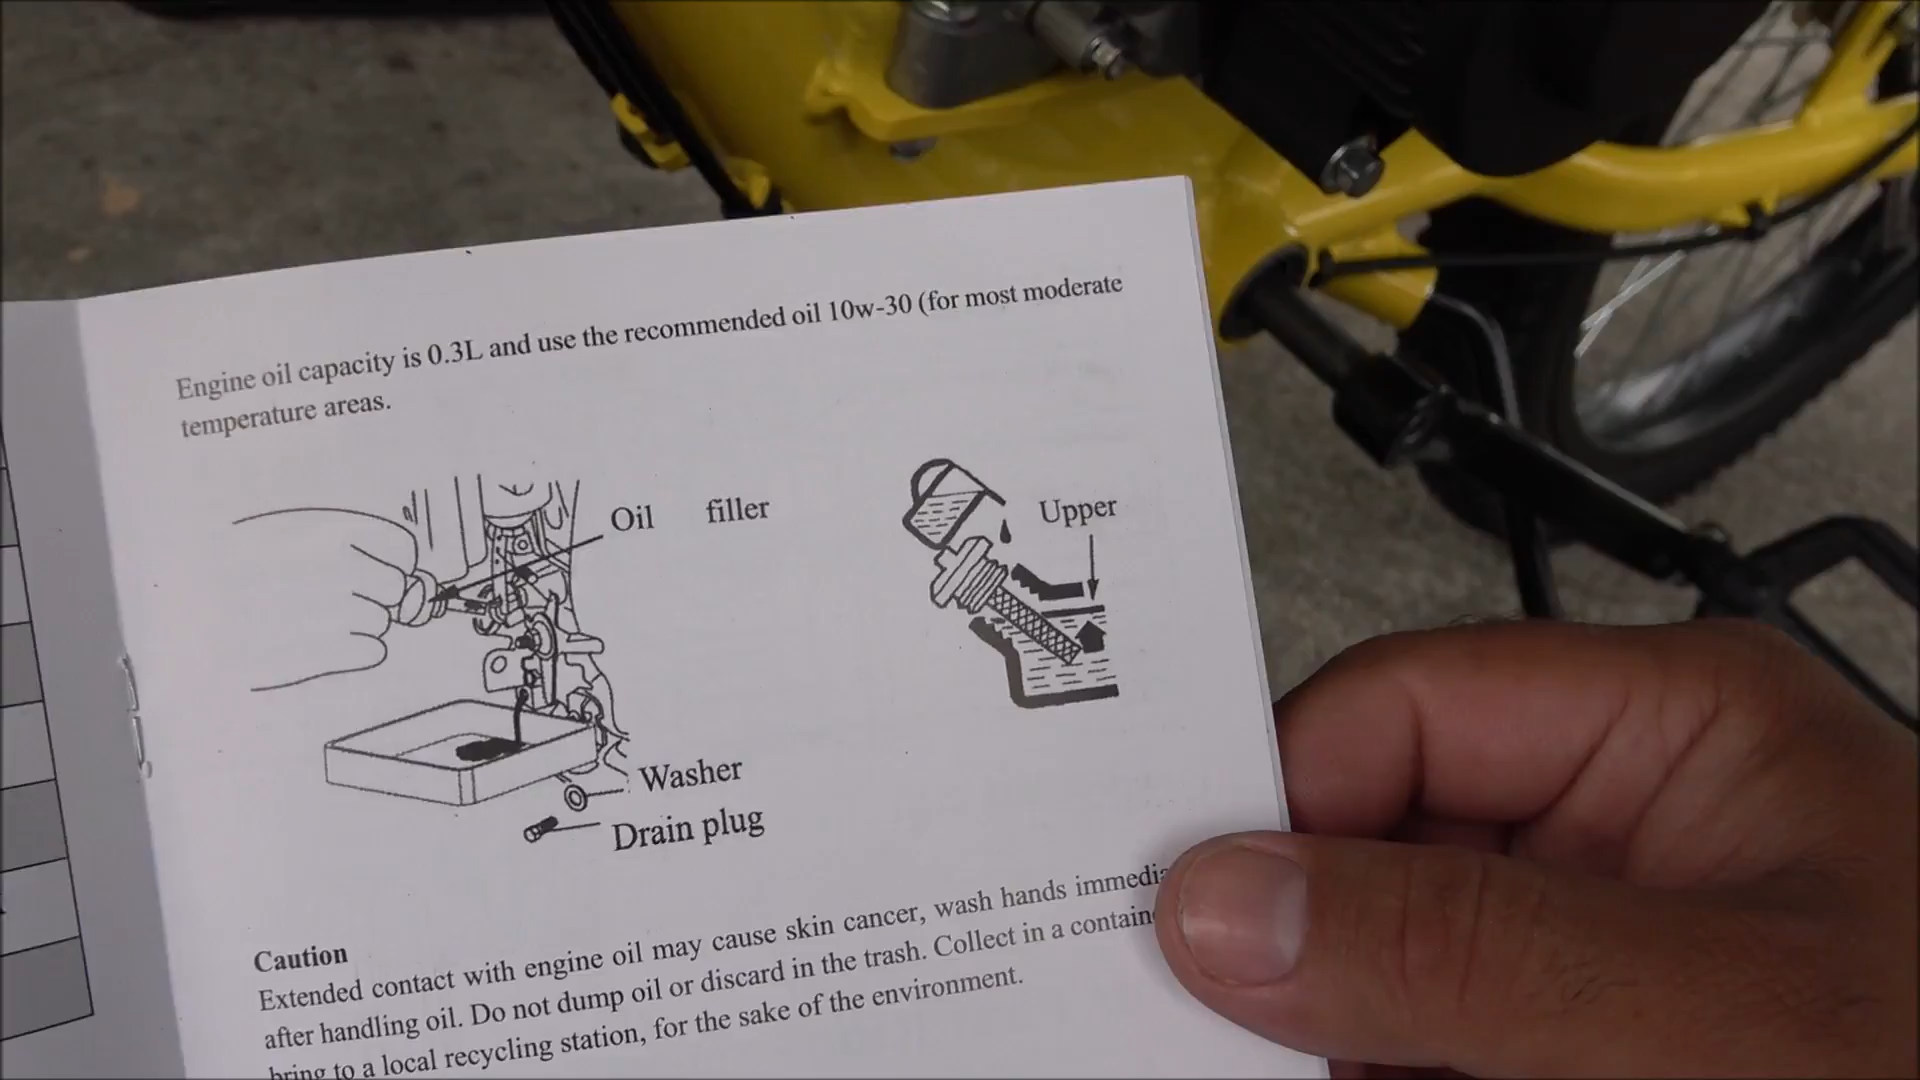 Engine oil capacity is 0.3L and use the recommended oil 10w-30 (for most moderate
temperature areas.
Oil filler
Upper
Washer
Drain plug
Caution
Extended contact with engine oil may cause skin cancer, wash hands
after handling oil. Do not dump oil or discard in the trash. Collect in a
bring to a local recycling station, for the sake of the environment.